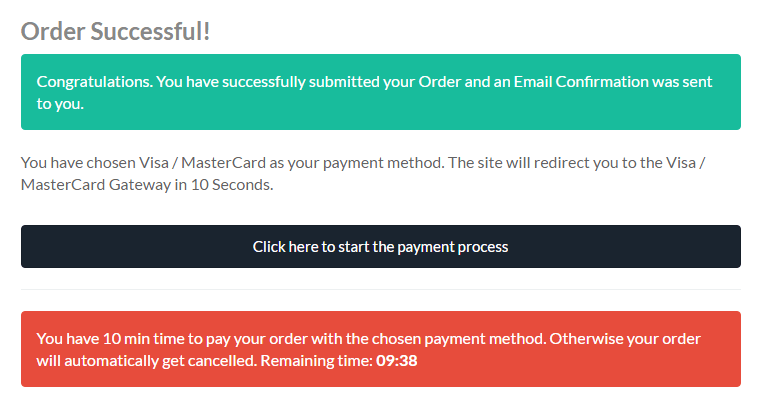 Order Successful!
Congratulations. You have successfully submitted your Order and an Email Confirmation was sent
to you.
You have chosen Visa / MasterCard as your payment method. The site will redirect you to the Visa /
MasterCard Gateway in 10 Seconds.
Click here to start the payment process
You have 10 min time to pay your order with the chosen payment method. Otherwise your order
will automatically get cancelled. Remaining time: 09:38